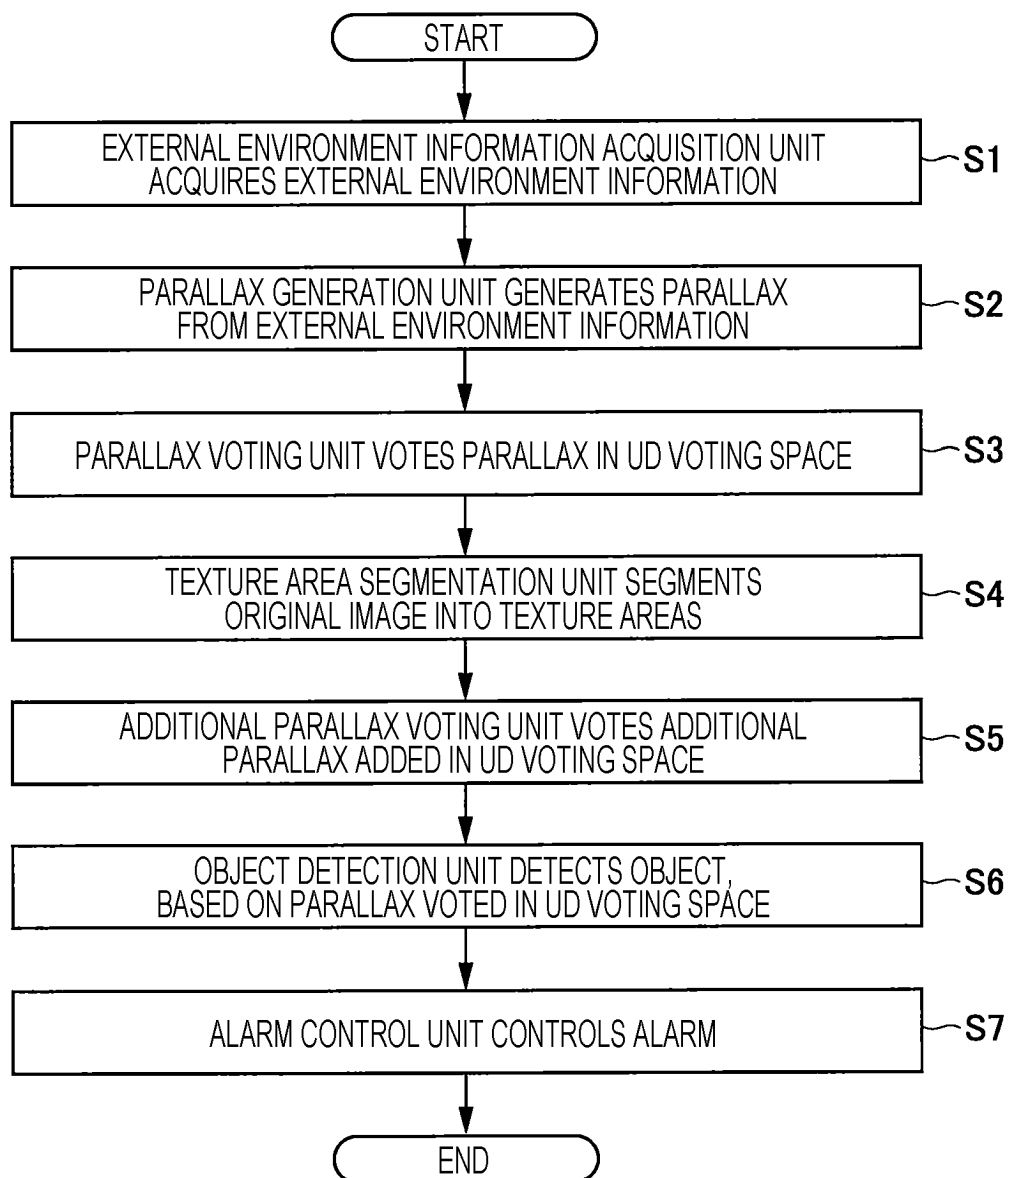 START
EXTERNAL ENVIRONMENT INFORMATION ACQUISITION UNIT
ACQUIRES EXTERNAL ENVIRONMENT INFORMATION
S1
PARALLAX GENERATION UNIT GENERATES PARALLAX
FROM EXTERNAL ENVIRONMENT INFORMATION
S2
PARALLAX VOTING UNIT VOTES PARALLAX IN UD VOTING SPACE
S3
TEXTURE AREA SEGMENTATION UNIT SEGMENTS
ORIGINAL IMAGE INTO TEXTURE AREAS
S4
ADDITIONAL PARALLAX VOTING UNIT VOTES ADDITIONAL
PARALLAX ADDED IN UD VOTING SPACE
S5
OBJECT DETECTION UNIT DETECTS OBJECT,
BASED ON PARALLAX VOTED IN UD VOTING SPACE
S6
ALARM CONTROL UNIT CONTROLS ALARM
S7
END